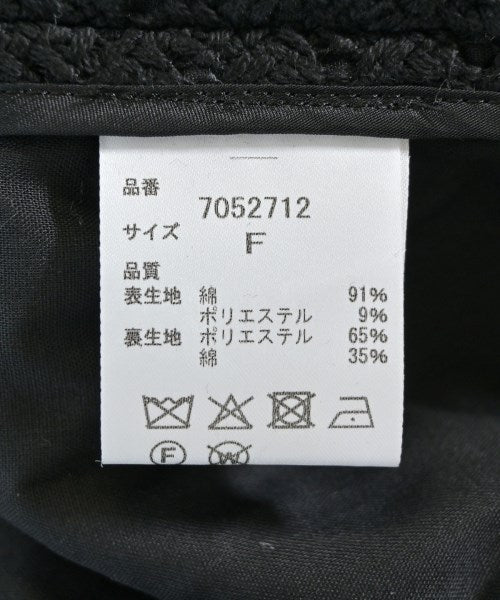 品番 7052712
サイズ F
品質
表生地 綿 91%
ポリエステル 9%
裏生地 ポリエステル 65%
綿 35%
F W